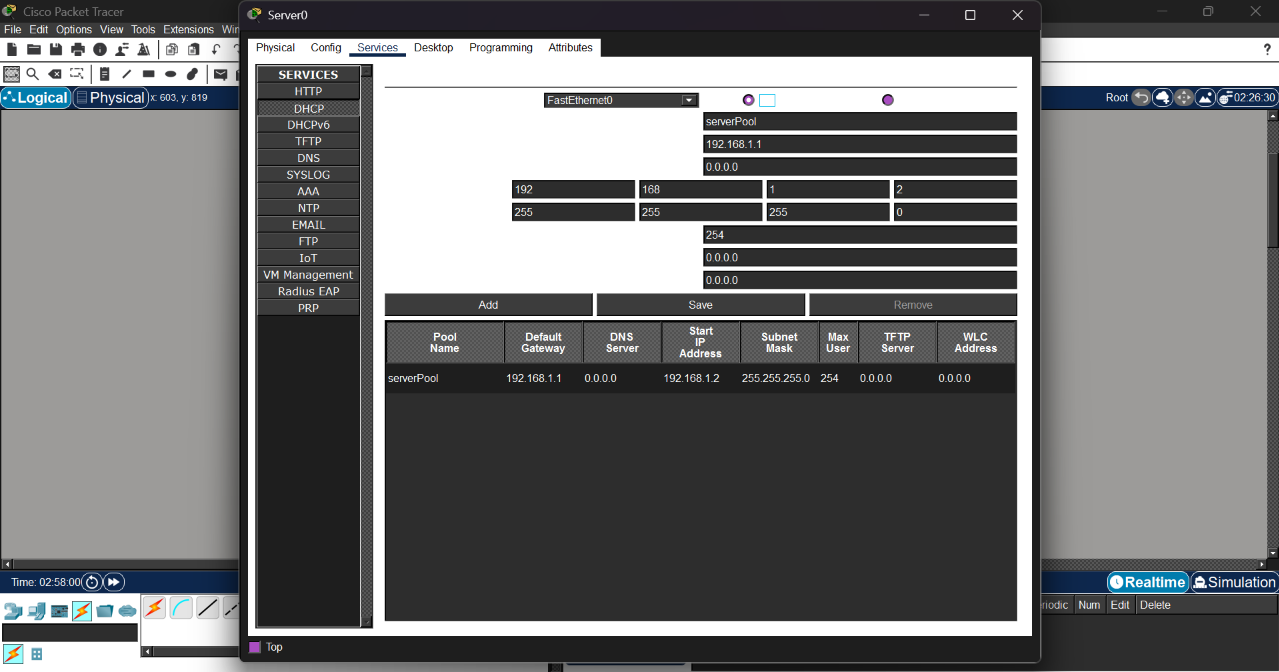 Cisco Packet Tracer
Server0
File Edit Options View Tools Extensions
Physical Config Services Desktop Programming Attributes
?
Logical Physical x: 603, y: 819
Root 02:26:30
SERVICES
HTTP
DHCP
DHCPv6
TFTP
DNS
SYSLOG
AAA
NTP
EMAIL
FTP
IoT
VM Management
Radius EAP
PRP
FastEthernet0
serverPool
192.168.1.1
0.0.0.0
192 168 1 2
255 255 255 0
254
0.0.0.0
0.0.0.0
Add Save Remove
Pool Name Default Gateway DNS Server Start IP Address Subnet Mask Max User TFTP Server WLC Address
serverPool 192.168.1.1 0.0.0.0 192.168.1.2 255.255.255.0 254 0.0.0.0 0.0.0.0
Time: 02:58:00
Realtime Simulation
Num Edit Delete
Top